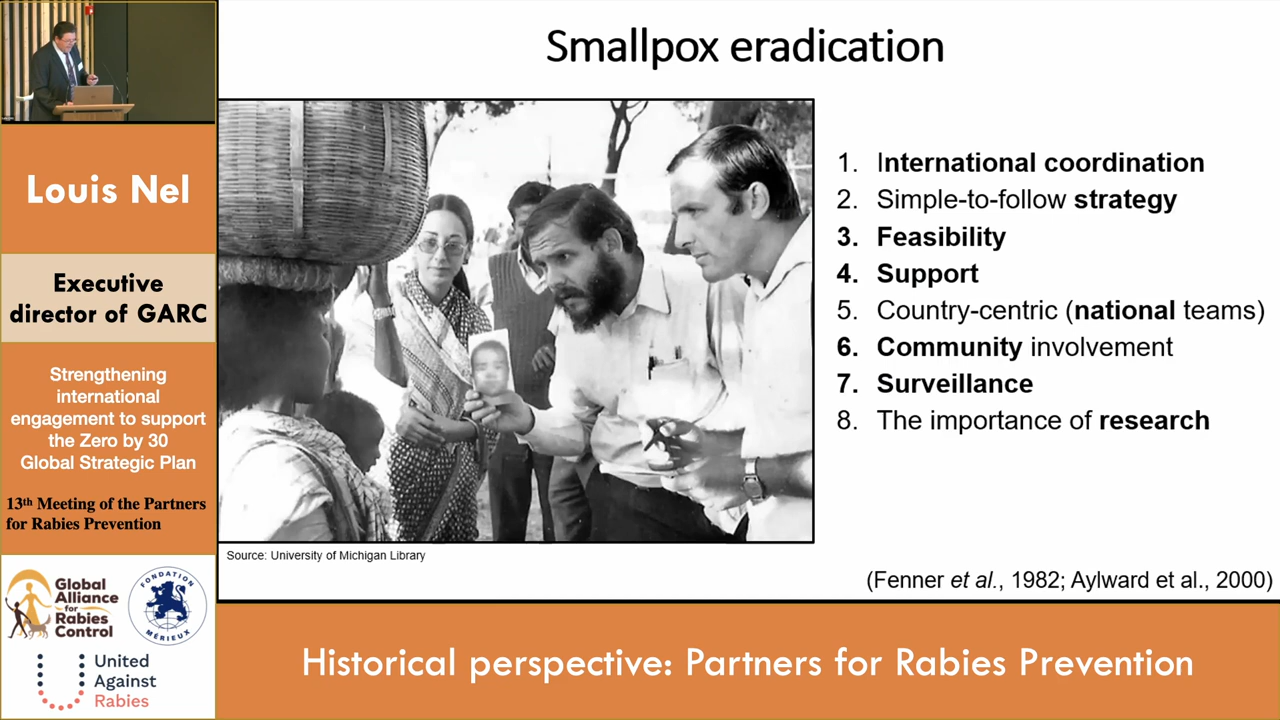 Louis Nel
Executive
director of GARC
Strengthening
international
engagement to support
the Zero by 30
Global Strategic Plan
13th Meeting of the Partners
for Rabies Prevention
Global
Alliance
for
Rabies
Control
FONDATION
MÉRIEUX
United
Against
Rabies
Smallpox eradication
1. International coordination
2. Simple-to-follow strategy
3. Feasibility
4. Support
5. Country-centric (national teams)
6. Community involvement
7. Surveillance
8. The importance of research
Source: University of Michigan Library
(Fenner et al., 1982; Aylward et al., 2000)
Historical perspective: Partners for Rabies Prevention